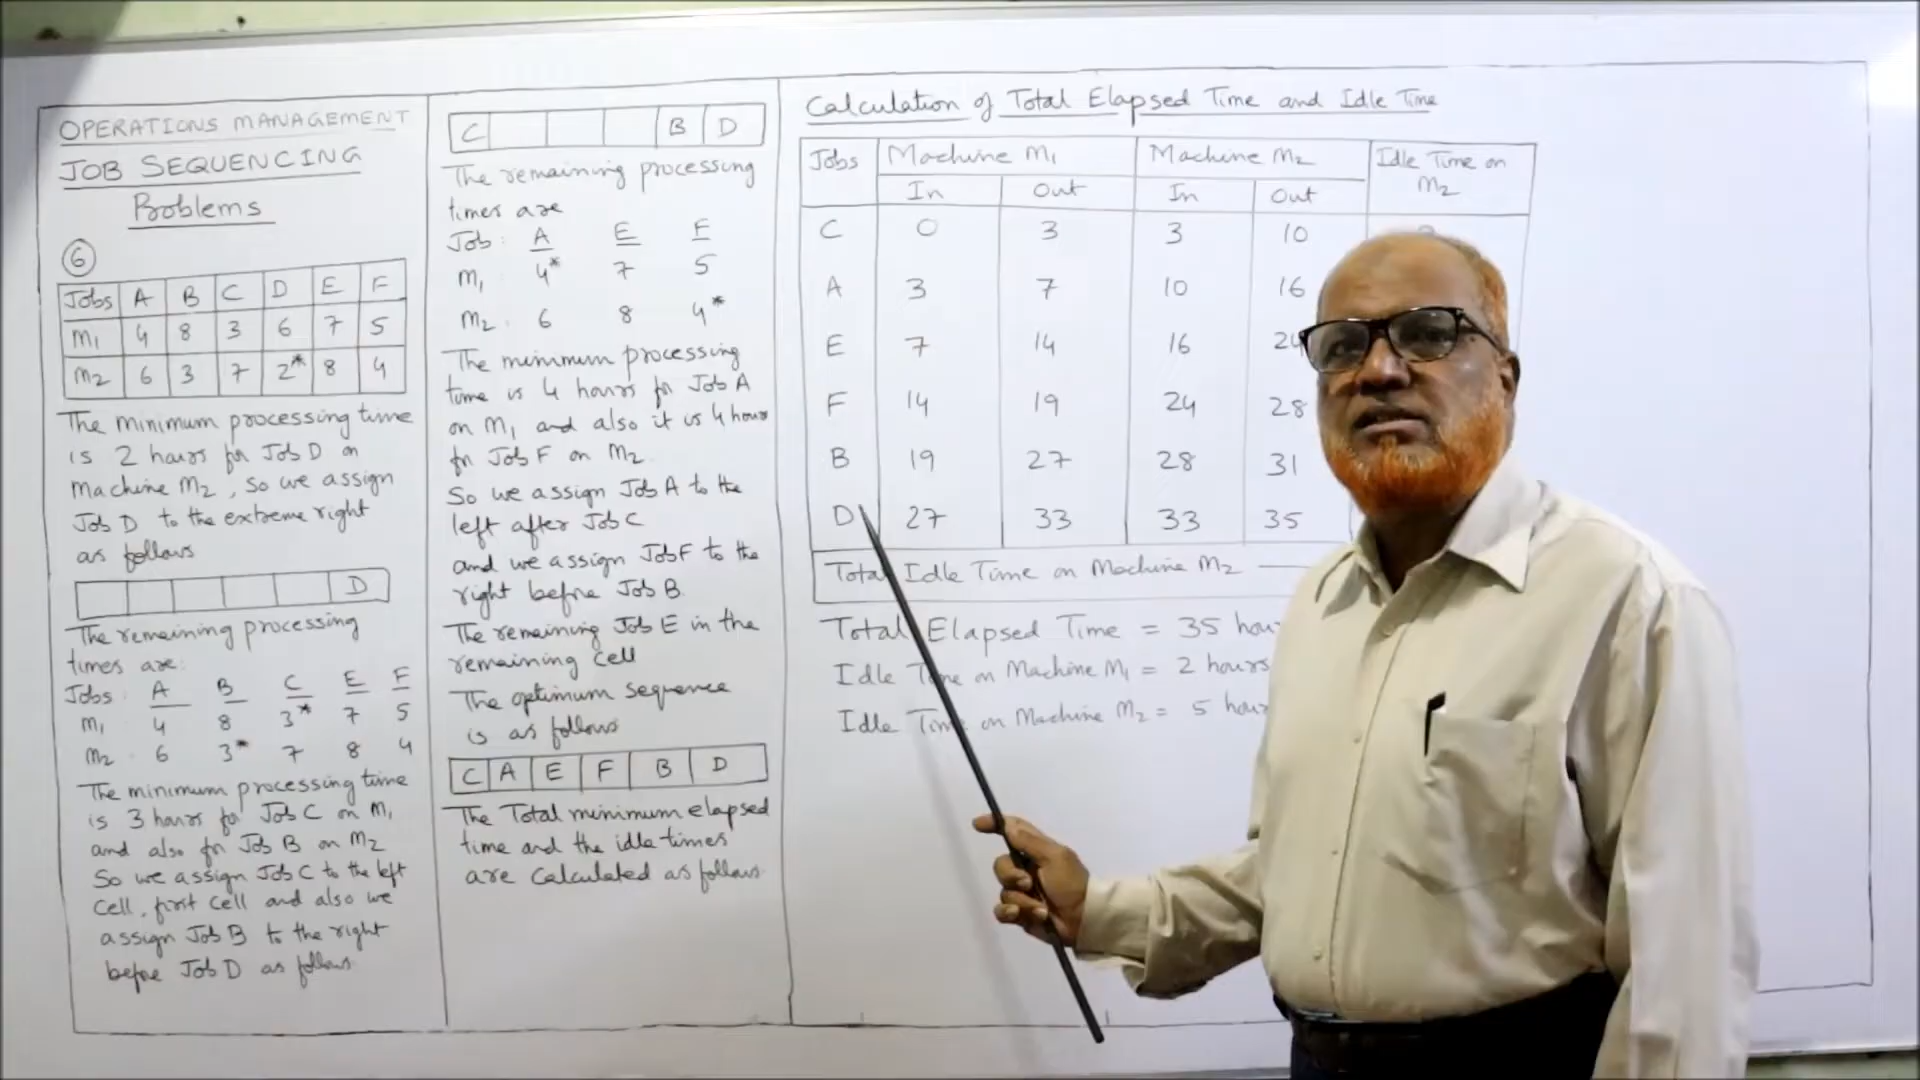 OPERATIONS MANAGEMENT
JOB SEQUENCING
Problems
6
Jobs A B C D E F
M1 4 8 3 6 7 5
M2 6 3 7 2* 8 4
The minimum processing time
is 2 hours for Job D on
Machine M2, so we assign
Job D to the extreme right
as follows
D
The remaining processing
times are:
Jobs: A B C E F
M1 4 8 3* 7 5
M2 6 3* 7 8 4
The minimum processing time
is 3 hours for Job C on M1
and also for Job B on M2
So we assign Job C to the left
cell, first cell and also we
assign Job B to the right
before Job D as follows
C B D
The remaining processing
times are
Job: A E F
M1 4* 7 5
M2 6 8 4*
The minimum processing
time is 4 hours for Job A
on M1 and also it is 4 hour
for Job F on M2
So we assign Job A to the
left after Job C
and we assign Job F to the
right before Job B
The remaining Job E in the
remaining cell
The optimum sequence
is as follows
C A E F B D
The Total minimum elapsed
time and the idle times
are calculated as follows
Calculation of Total Elapsed Time and Idle Time
Jobs Machine M1 Machine M2 Idle Time on M2
In Out In Out
C 0 3 3 10
A 3 7 10 16
E 7 14 16 24
F 14 19 24 28
B 19 27 28 31
D 27 33 33 35
Total Idle Time on Machine M2
Total Elapsed Time = 35
Idle Time on Machine M1 = 2 hours
Idle Time on Machine M2 = 5